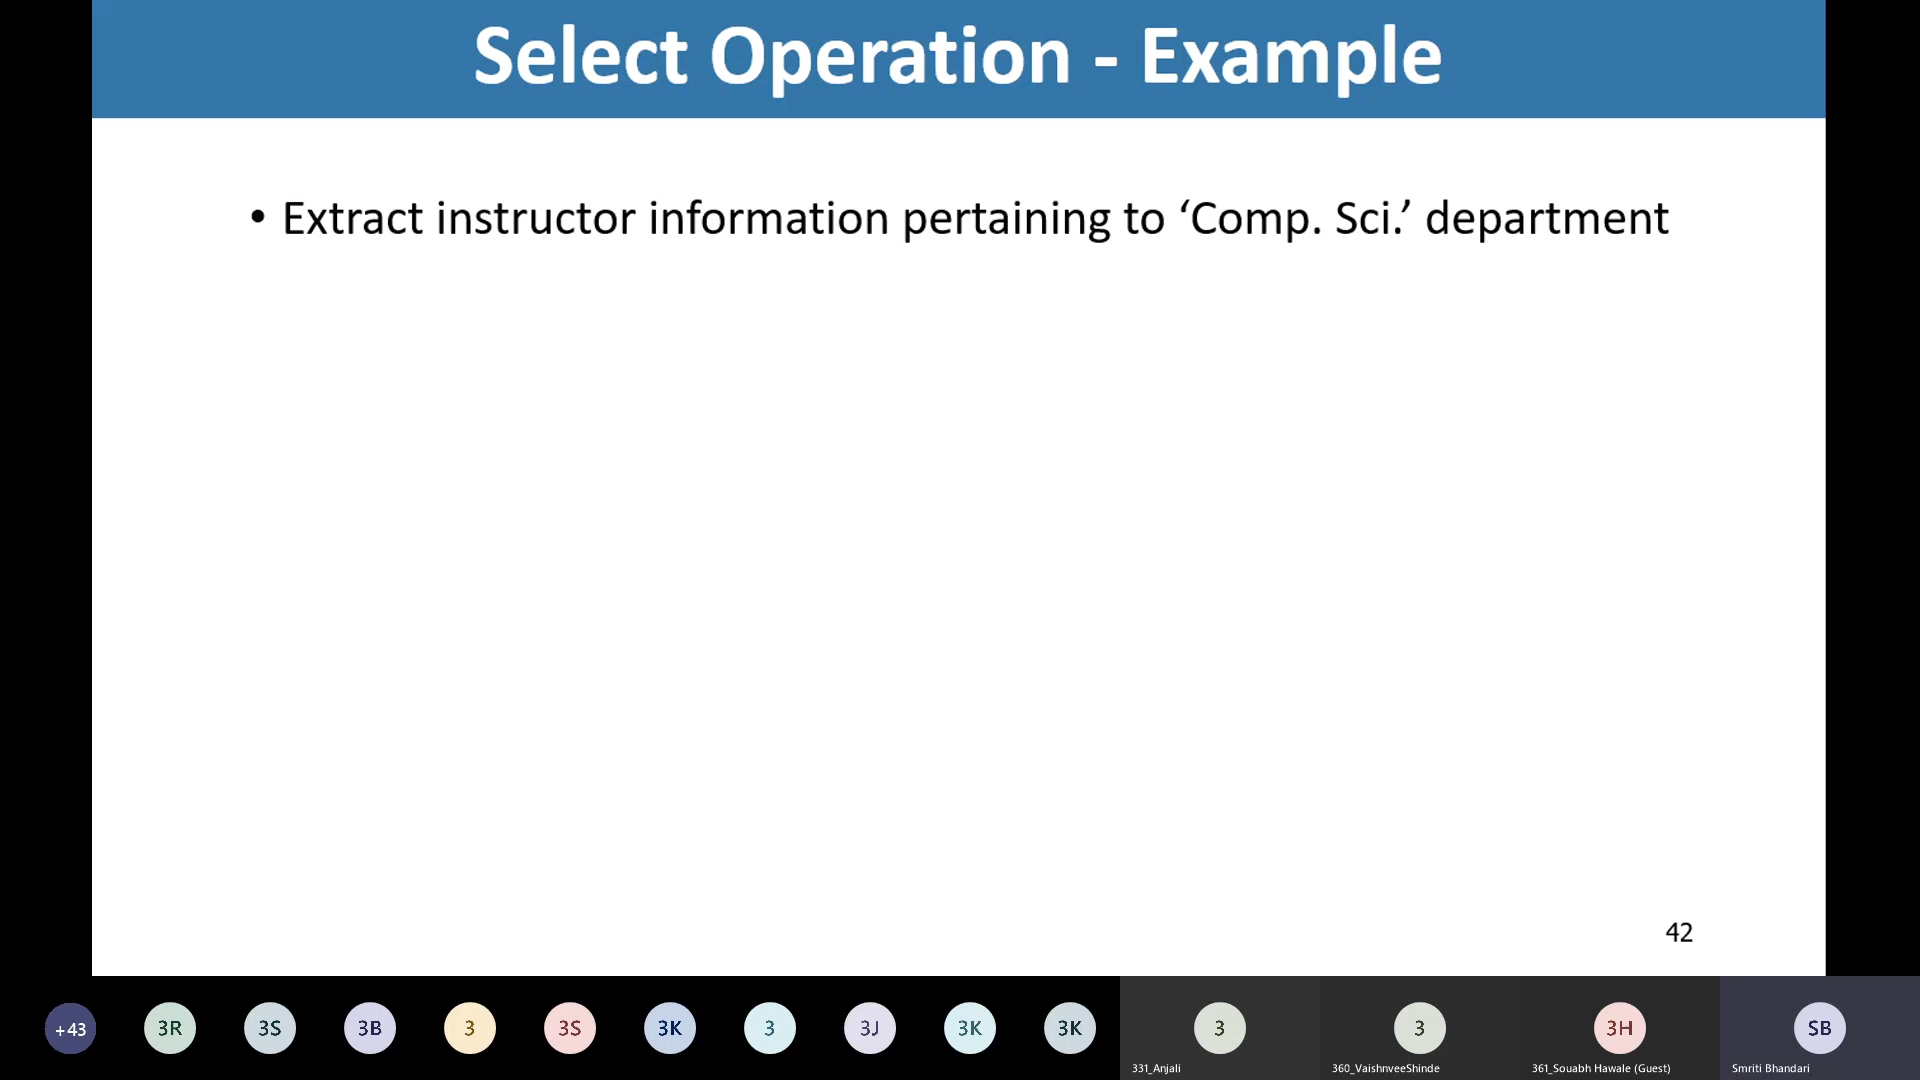 Select Operation - Example
• Extract instructor information pertaining to ‘Comp. Sci.’ department
42
+43
3R
3S
3B
3
3S
3K
3
3J
3K
3K
3
3
3H
SB
331_Anjali
360_VaishnveeShinde
361_Souabh Hawale (Guest)
Smriti Bhandari